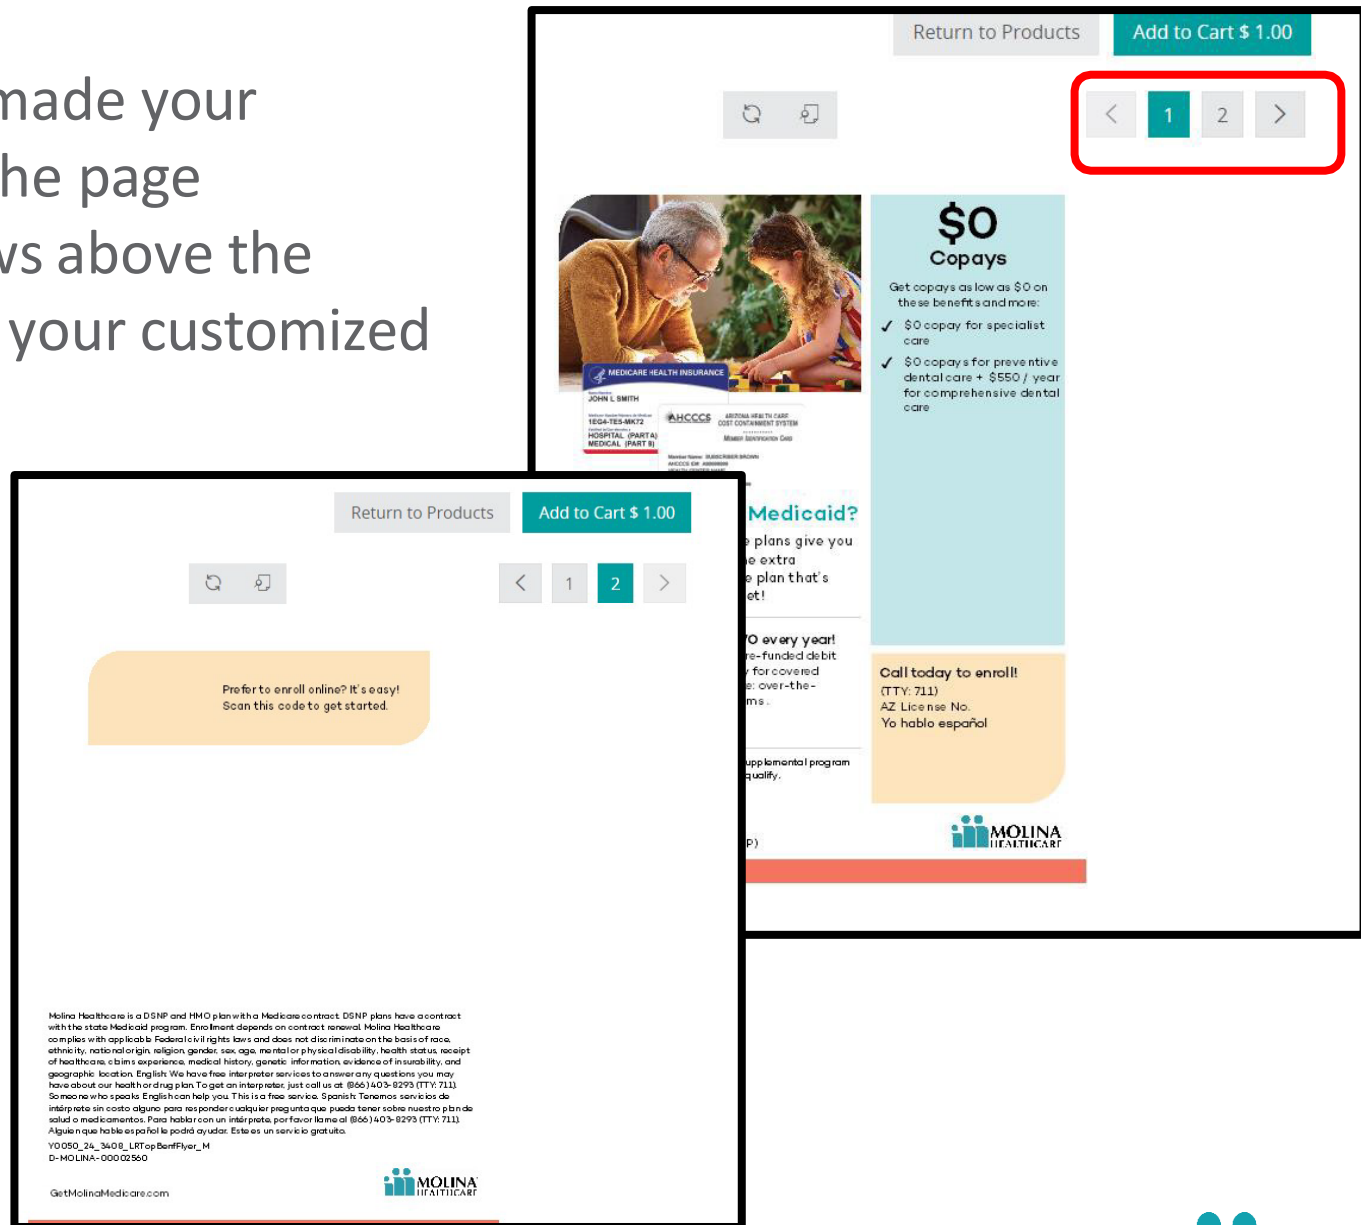 made your
he page
ws above the
your customized
Return to Products
Add to Cart $ 1.00
1
2
MEDICARE HEALTH INSURANCE
JOHN L SMITH
1EG4-TE5-MK72
HOSPITAL (PART A)
MEDICAL (PART B)
AHCCCS
ARIZONA HEALTH CARE
COST CONTAINMENT SYSTEM
MEMBER IDENTIFICATION CARD
Member Name: SUBSCRIBER BROWN
$0
Copays
Get copays as low as $0 on
these benefits and more:
✓ $0 copay for specialist
care
✓ $0 copays for preventive
dental care + $550 / year
for comprehensive dental
care
Medicaid?
plans give you
e extra
e plan that's
et!
0 every year!
re-funded debit
y for covered
e: over-the-
ms.
upplemental program
qualify.
P)
Call today to enroll!
(TTY: 711)
AZ License No.
Yo hablo español
MOLINA
HEALTHCARE
Return to Products
Add to Cart $ 1.00
1
2
Prefer to enroll online? It's easy!
Scan this code to get started.
Molina Healthcare is a DSNP and HMO plan with a Medicare contract. DSNP plans have a contract
with the state Medicaid program. Enrollment depends on contract renewal. Molina Healthcare
complies with applicable Federal civil rights laws and does not discriminate on the basis of race,
ethnicity, national origin, religion, gender, sex, age, mental or physical disability, health status, receipt
of healthcare, claims experience, medical history, genetic information, evidence of insurability, and
geographic location. English: We have free interpreter services to answer any questions you may
have about our health or drug plan. To get an interpreter, just call us at (866) 403-8293 (TTY: 711).
Someone who speaks English can help you. This is a free service. Spanish: Tenemos servicios de
intérprete sin costo alguno para responder cualquier pregunta que pueda tener sobre nuestro plan de
salud o medicamentos. Para hablar con un intérprete, por favor llame al (866) 403-8293 (TTY: 711).
Alguien que hable español le podrá ayudar. Este es un servicio gratuito.
Y0050_24_3408_LRTopBenfFlyer_M
D-MOLINA-00002560
GetMolinaMedicare.com
MOLINA
HEALTHCARE